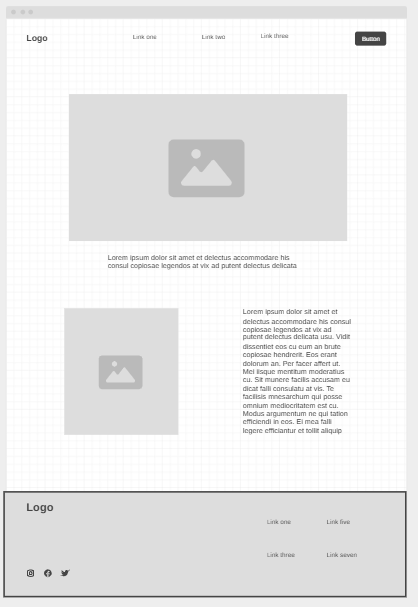 Logo
Link one
Link two
Link three
Button
Lorem ipsum dolor sit amet et delectus accommodare his
consul copiosae legendos at vix ad putent delectus delicata
Lorem ipsum dolor sit amet et
delectus accommodare his consul
copiosae legendos at vix ad
putent delectus delicata usu. Vidit
dissentiet eos cu eum an brute
copiosae hendrerit. Eos erant
dolorum an. Per facer affert ut.
Mei iisque mentitum moderatius
cu. Sit munere facilis accusam eu
dicat falli consulatu at vis. Te
facilisis mnesarchum qui posse
omnium mediocritatem est cu.
Modus argumentum ne qui tation
efficiendi in eos. Ei mea falli
legere efficiantur et tollit aliquip
Logo
Link one
Link five
Link three
Link seven